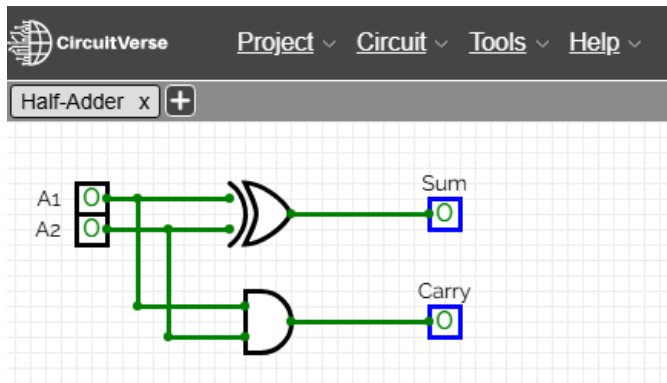 CircuitVerse Project Circuit Tools Help
Half-Adder x +
Sum
A1 0
A2 0 0
Carry
0